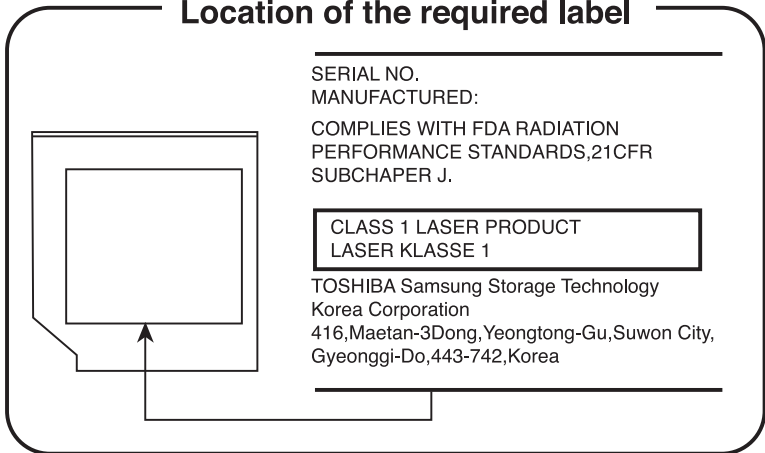 Location of the required label
SERIAL NO.
MANUFACTURED:
COMPLIES WITH FDA RADIATION
PERFORMANCE STANDARDS,21CFR
SUBCHAPER J.
CLASS 1 LASER PRODUCT
LASER KLASSE 1
TOSHIBA Samsung Storage Technology
Korea Corporation
416,Maetan-3Dong,Yeongtong-Gu,Suwon City,
Gyeonggi-Do,443-742,Korea